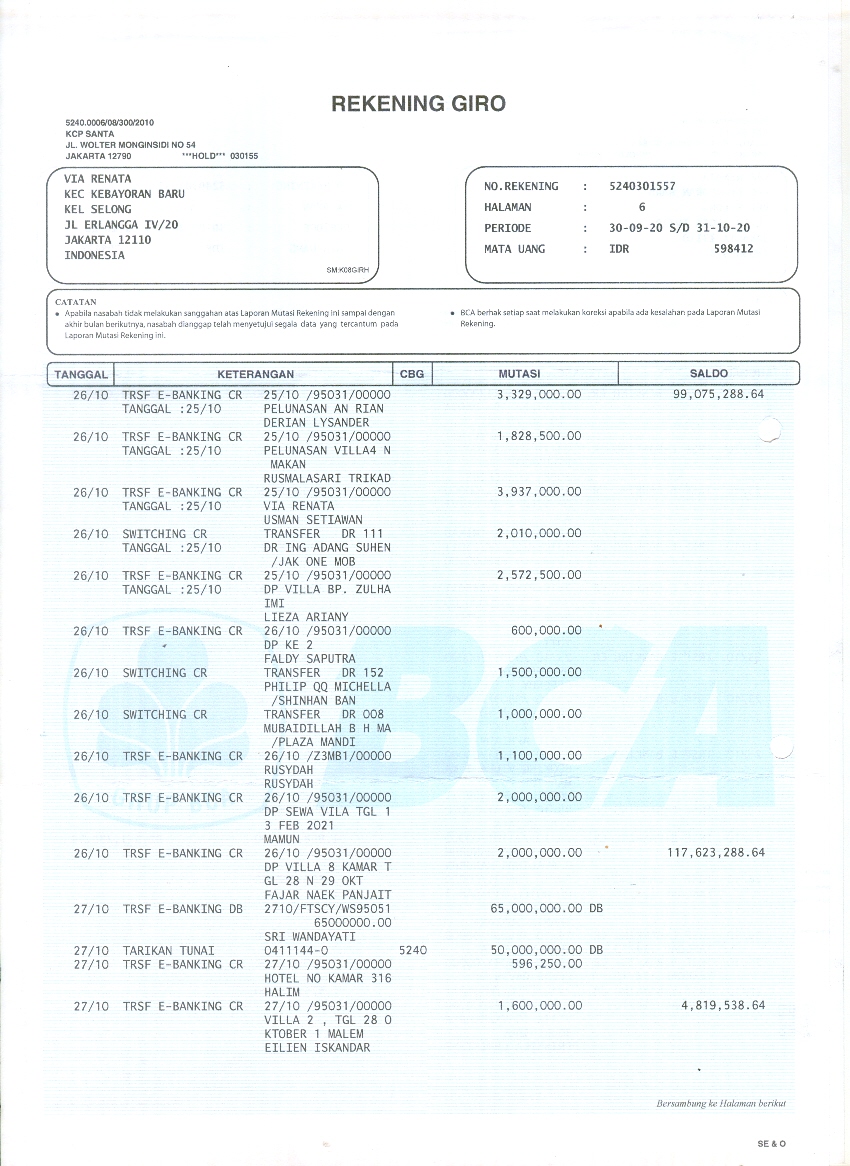 REKENING GIRO
5240.0006/08/300/2010
KCP SANTA
JL. WOLTER MONGINSIDI NO 54
JAKARTA 12790 ***HOLD*** 030155
VIA RENATA
KEC KEBAYORAN BARU
KEL SELONG
JL ERLANGGA IV/20
JAKARTA 12110
INDONESIA
SM:K08GIRH
NO.REKENING : 5240301557
HALAMAN : 6
PERIODE : 30-09-20 S/D 31-10-20
MATA UANG : IDR 598412
CATATAN
• Apabila nasabah tidak melakukan sanggahan atas Laporan Mutasi Rekening ini sampai dengan
akhir bulan berikutnya, nasabah dianggap telah menyetujui segala data yang tercantum pada
Laporan Mutasi Rekening ini.
• BCA berhak setiap saat melakukan koreksi apabila ada kesalahan pada Laporan Mutasi
Rekening.
TANGGAL KETERANGAN CBG MUTASI SALDO
26/10 TRSF E-BANKING CR 25/10 /95031/00000 3,329,000.00 99,075,288.64
TANGGAL :25/10 PELUNASAN AN RIAN
DERIAN LYSANDER
26/10 TRSF E-BANKING CR 25/10 /95031/00000 1,828,500.00
TANGGAL :25/10 PELUNASAN VILLA4 N
MAKAN
RUSMALASARI TRIKAD
26/10 TRSF E-BANKING CR 25/10 /95031/00000 3,937,000.00
TANGGAL :25/10 VIA RENATA
USMAN SETIAWAN
26/10 SWITCHING CR TRANSFER DR 111 2,010,000.00
TANGGAL :25/10 DR ING ADANG SUHEN
/JAK ONE MOB
26/10 TRSF E-BANKING CR 25/10 /95031/00000 2,572,500.00
TANGGAL :25/10 DP VILLA BP. ZULHA
IMI
LIEZA ARIANY
26/10 TRSF E-BANKING CR 26/10 /95031/00000 600,000.00
DP KE 2
FALDY SAPUTRA
26/10 SWITCHING CR TRANSFER DR 152 1,500,000.00
PHILIP QQ MICHELLA
/SHINHAN BAN
26/10 SWITCHING CR TRANSFER DR 008 1,000,000.00
MUBAIDILLAH B H MA
/PLAZA MANDI
26/10 TRSF E-BANKING CR 26/10 /Z3MB1/00000 1,100,000.00
RUSYDAH
RUSYDAH
26/10 TRSF E-BANKING CR 26/10 /95031/00000 2,000,000.00
DP SEWA VILA TGL 1
3 FEB 2021
MAMUN
26/10 TRSF E-BANKING CR 26/10 /95031/00000 2,000,000.00 117,623,288.64
DP VILLA 8 KAMAR T
GL 28 N 29 OKT
FAJAR NAEK PANJAIT
27/10 TRSF E-BANKING DB 2710/FTSCY/WS95051 65,000,000.00 DB
65000000.00
SRI WANDAYATI
27/10 TARIKAN TUNAI 0411144-0 5240 50,000,000.00 DB
27/10 TRSF E-BANKING CR 27/10 /95031/00000 596,250.00
HOTEL NO KAMAR 316
HALIM
27/10 TRSF E-BANKING CR 27/10 /95031/00000 1,600,000.00 4,819,538.64
VILLA 2 , TGL 28 O
KTOBER 1 MALEM
EILIEN ISKANDAR
BCA
Bersambung ke Halaman berikut
SE & O